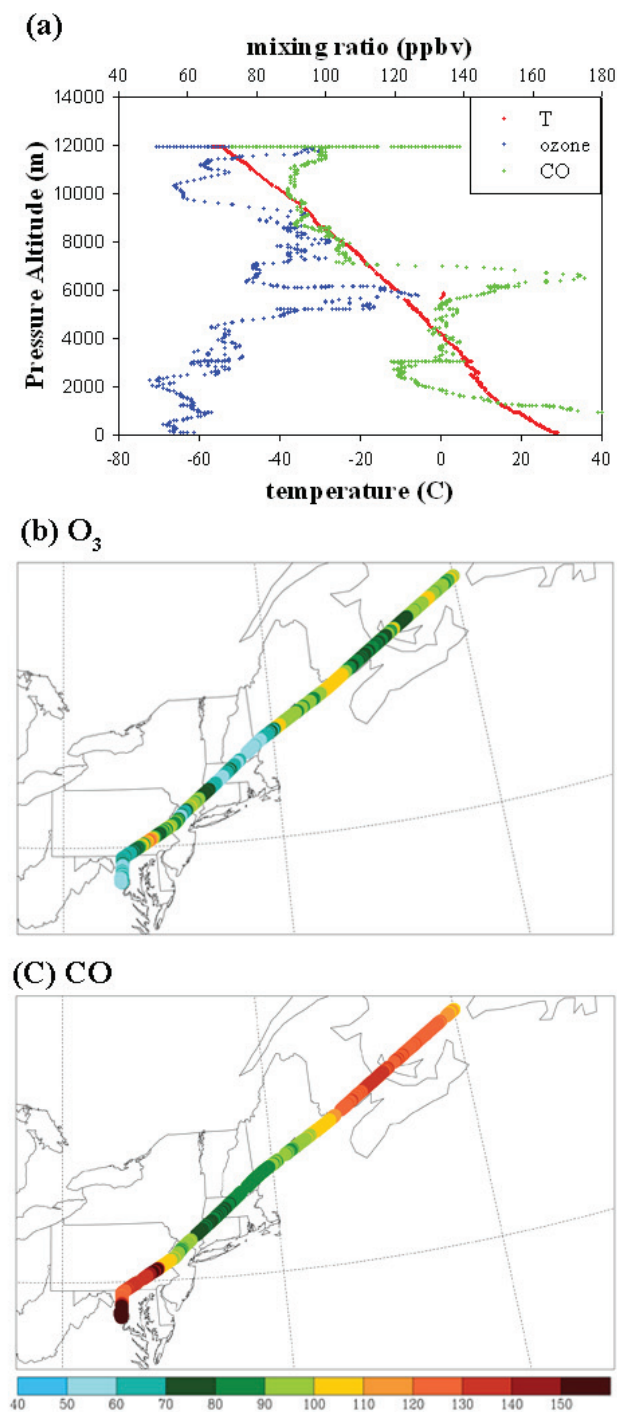 (a)
mixing ratio (ppbv)
40 60 80 100 120 140 160 180
14000
12000
10000
8000
6000
4000
2000
0
Pressure Altitude (m)
T
ozone
CO
-80 -60 -40 -20 0 20 40
temperature (C)
(b) O3
(C) CO
40 50 60 70 80 90 100 110 120 130 140 150